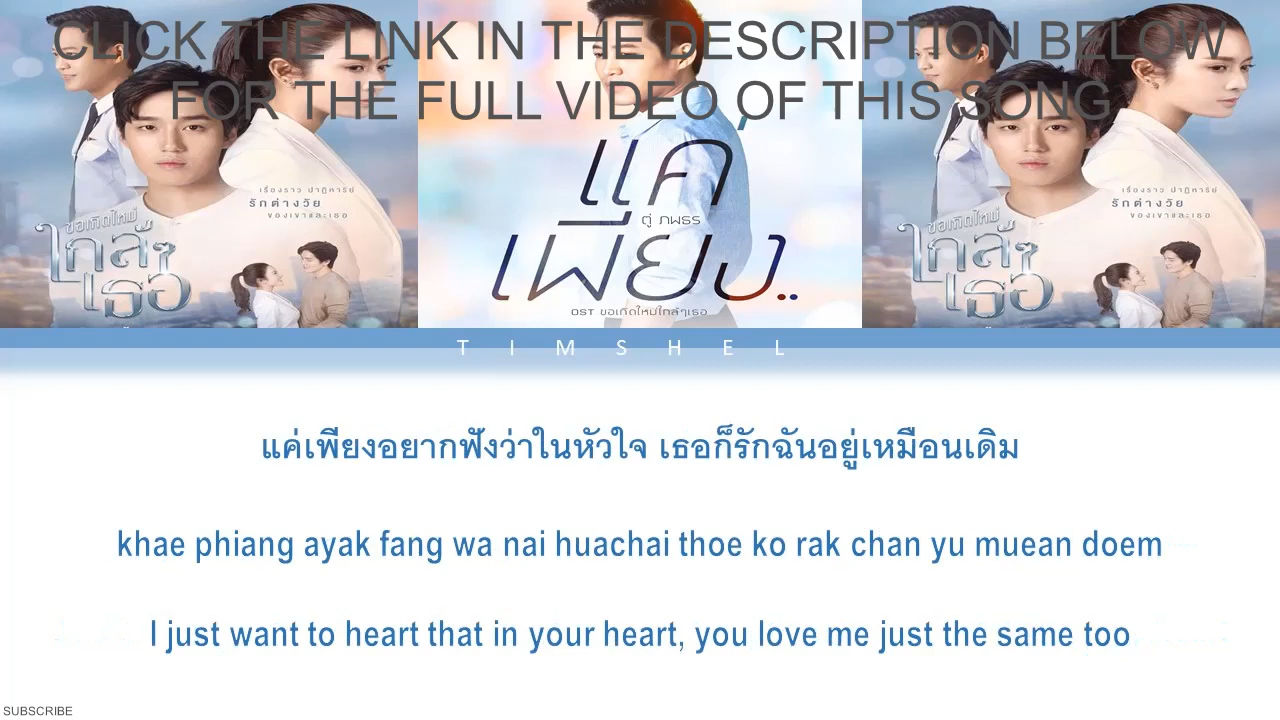 CLICK THE LINK IN THE DESCRIPTION BELOW
FOR THE FULL VIDEO OF THIS SONG
เรื่องราว ปาฏิหาริย์
รักต่างวัย
ของเขาและเธอ
ขอเกิดใหม่
ใกล้ๆ
เธอ
แค่
ตู่ ภพธร
เพียง..
OST ขอเกิดใหม่ใกล้ๆเธอ
เรื่องราว ปาฏิหาริย์
รักต่างวัย
ของเขาและเธอ
ขอเกิดใหม่
ใกล้ๆ
เธอ
TIMSHEL
แค่เพียงอยากฟังว่าในหัวใจ เธอก็รักฉันอยู่เหมือนเดิม
khae phiang ayak fang wa nai huachai thoe ko rak chan yu muean doem
I just want to heart that in your heart, you love me just the same too
SUBSCRIBE